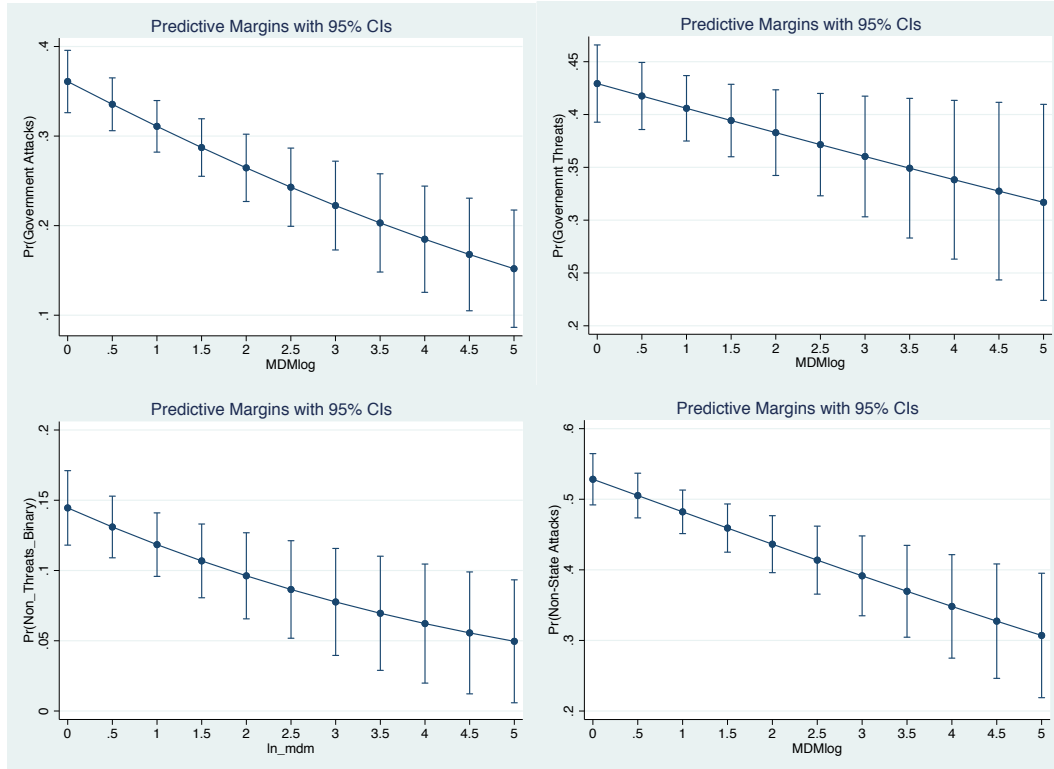 Predictive Margins with 95% CIs
Pr(Government Attacks)
.4
.3
.2
.1
0 .5 1 1.5 2 2.5 3 3.5 4 4.5 5
MDMlog
Predictive Margins with 95% CIs
Pr(Governemnt Threats)
.45
.4
.35
.3
.25
.2
0 .5 1 1.5 2 2.5 3 3.5 4 4.5 5
MDMlog
Predictive Margins with 95% CIs
Pr(Non_Threats_Binary)
.2
.15
.1
.05
0
0 .5 1 1.5 2 2.5 3 3.5 4 4.5 5
ln_mdm
Predictive Margins with 95% CIs
Pr(Non-State Attacks)
.6
.5
.4
.3
.2
0 .5 1 1.5 2 2.5 3 3.5 4 4.5 5
MDMlog